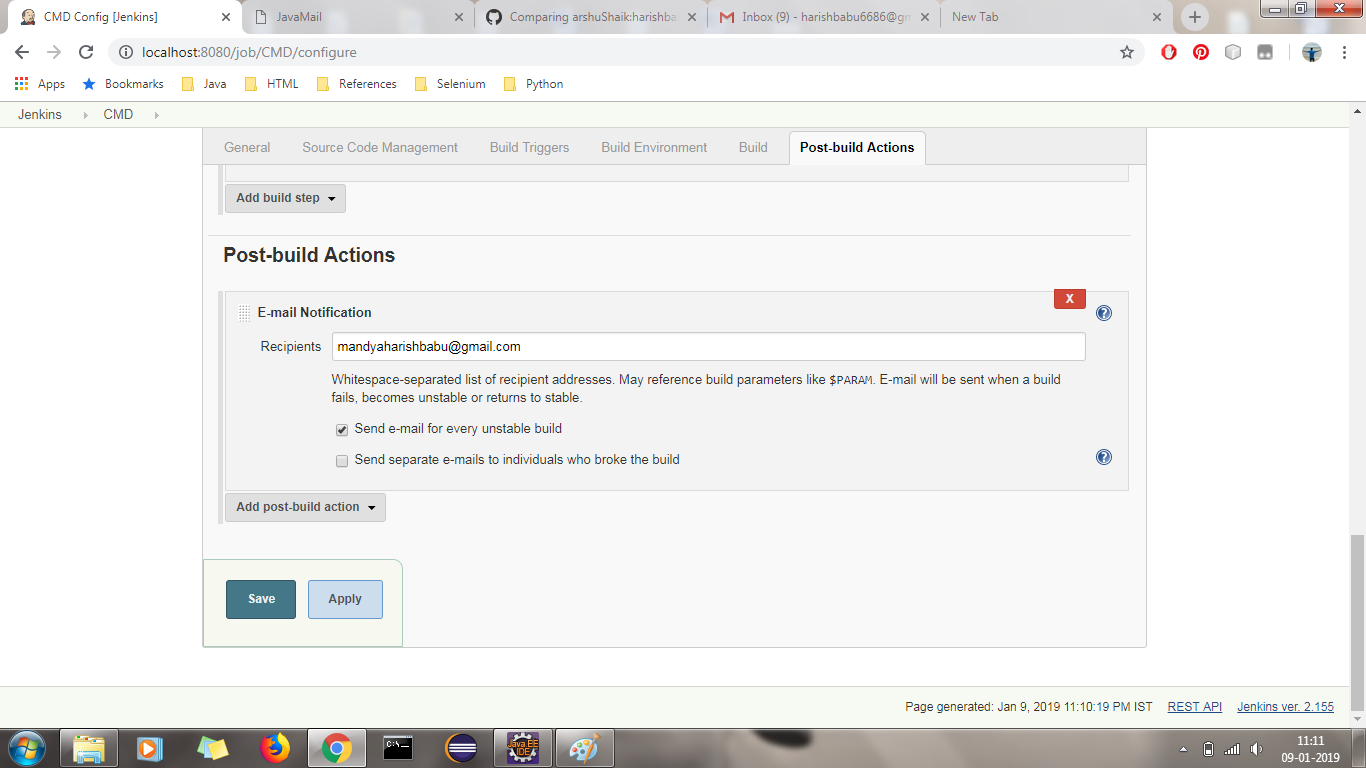 CMD Config [Jenkins]
JavaMail
Comparing arshuShaik:harishba
Inbox (9) - harishbabu6686@gm
New Tab
localhost:8080/job/CMD/configure
Apps
Bookmarks
Java
HTML
References
Selenium
Python
Jenkins
CMD
General
Source Code Management
Build Triggers
Build Environment
Build
Post-build Actions
Add build step
Post-build Actions
X
E-mail Notification
?
Recipients
mandyaharishbabu@gmail.com
Whitespace-separated list of recipient addresses. May reference build parameters like $PARAM. E-mail will be sent when a build
fails, becomes unstable or returns to stable.
Send e-mail for every unstable build
Send separate e-mails to individuals who broke the build
?
Add post-build action
Save
Apply
Page generated: Jan 9, 2019 11:10:19 PM IST
REST API
Jenkins ver. 2.155
C:\.
Java EE
IDE
11:11
09-01-2019